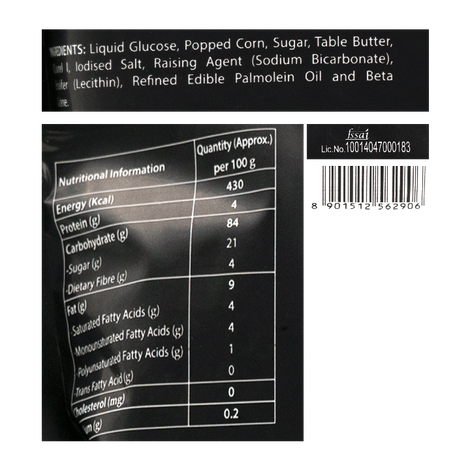 EDIENTS: Liquid Glucose, Popped Corn, Sugar, Table Butter,
Iodised Salt, Raising Agent (Sodium Bicarbonate),
(Lecithin), Refined Edible Palmolein Oil and Beta
fssai
Lic.No.10014047000183
8 901512 562906
Nutritional Information Quantity (Approx.) per 100 g
Energy (Kcal) 430
Protein (g) 4
Carbohydrate (g) 84
-Sugar (g) 21
-Dietary Fibre (g) 4
Fat (g) 9
-Saturated Fatty Acids (g) 4
Monounsaturated Fatty Acids (g) 4
-Polyunsaturated Fatty Acids (g) 1
-Trans Fatty Acid (g) 0
Cholesterol (mg) 0
um (g) 0.2